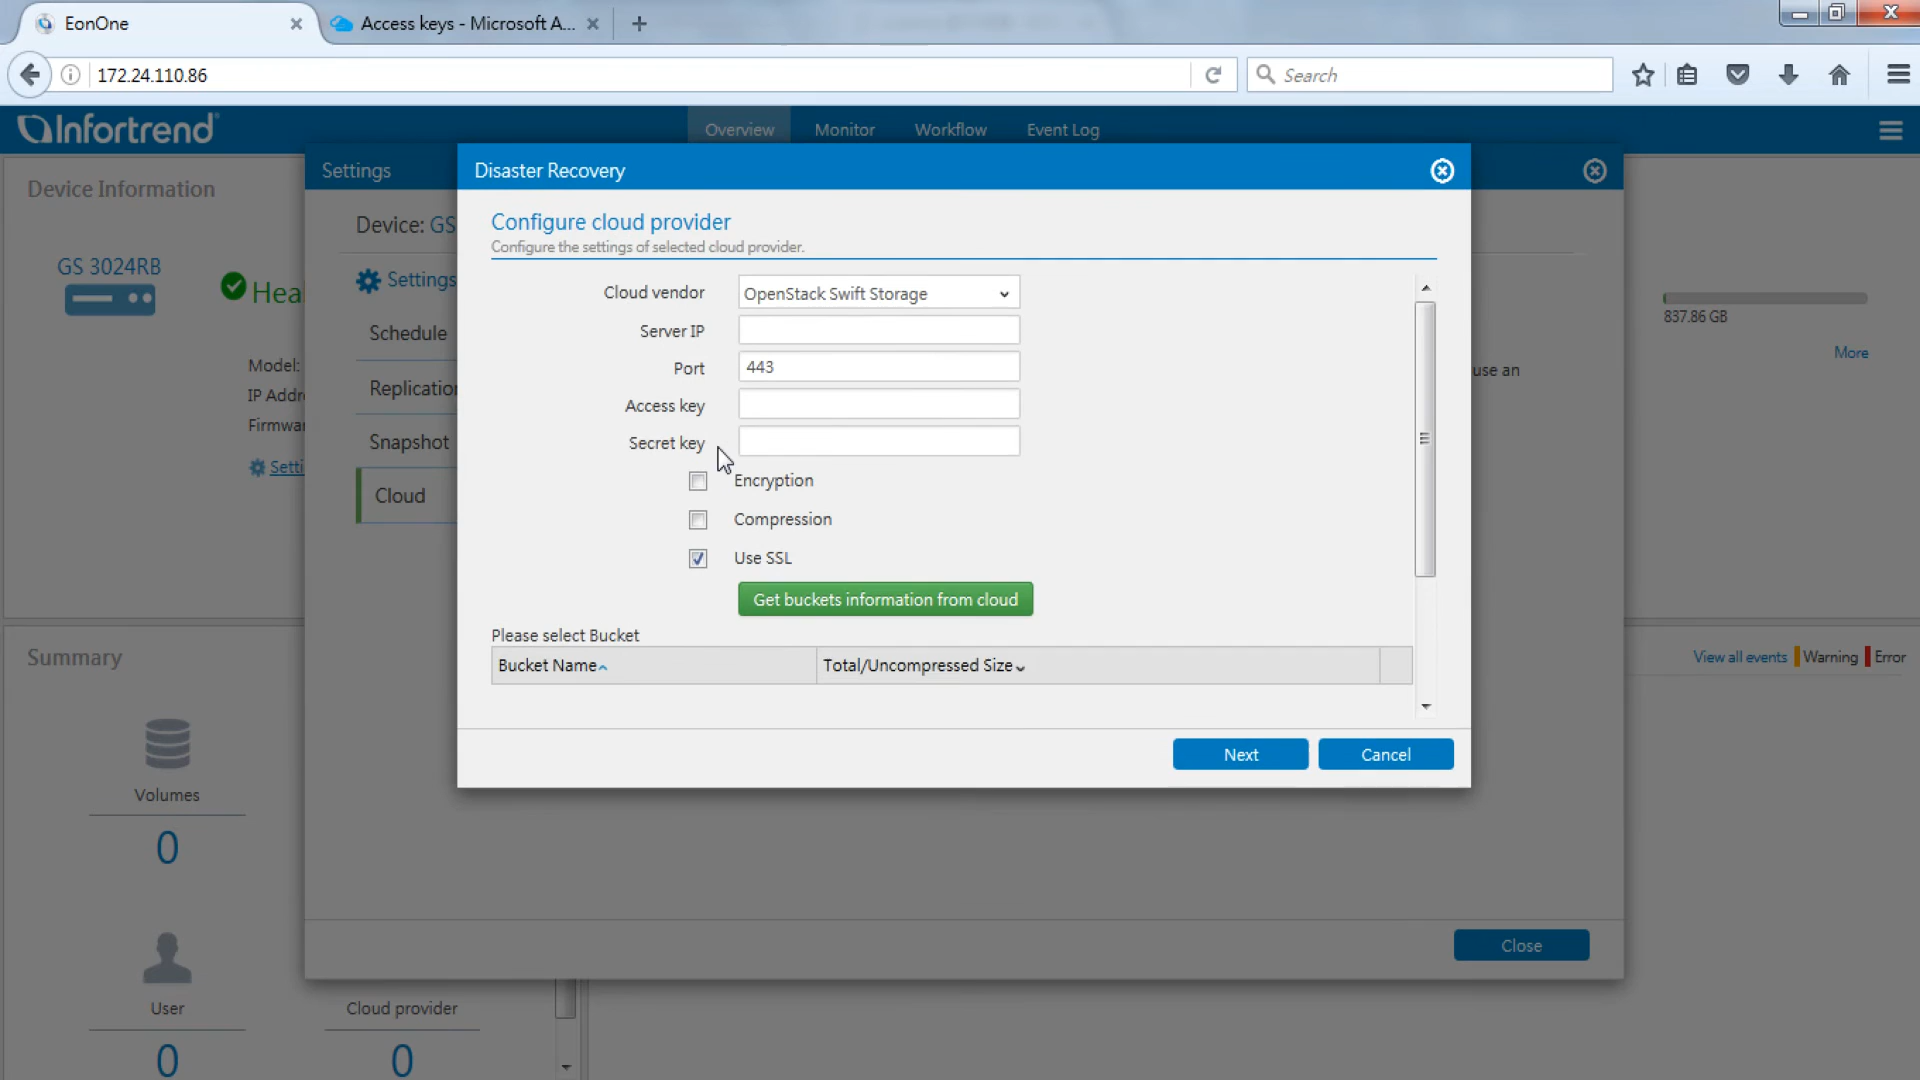 EonOne
Access keys - Microsoft A...
172.24.110.86
Search
Infortrend
Overview
Monitor
Workflow
Event Log
Device Information
Settings
Disaster Recovery
Device: GS
Configure cloud provider
Configure the settings of selected cloud provider.
GS 3024RB
Hea
Settings
Cloud vendor
OpenStack Swift Storage
Server IP
837.86 GB
Schedule
More
Model:
Port
443
use an
IP Addr
Replication
Access key
Firmwar
Snapshot
Secret key
Setti
Encryption
Cloud
Compression
Use SSL
Get buckets information from cloud
Please select Bucket
Summary
Bucket Name
Total/Uncompressed Size
View all events
Warning
Error
Next
Cancel
Volumes
0
Close
User
Cloud provider
0
0